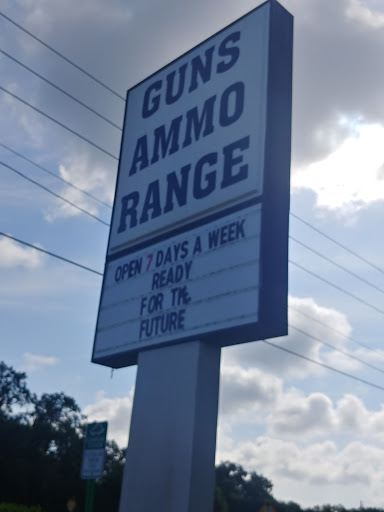 GUNS
AMMO
RANGE
OPEN 7 DAYS A WEEK
READY
FOR THE
FUTURE